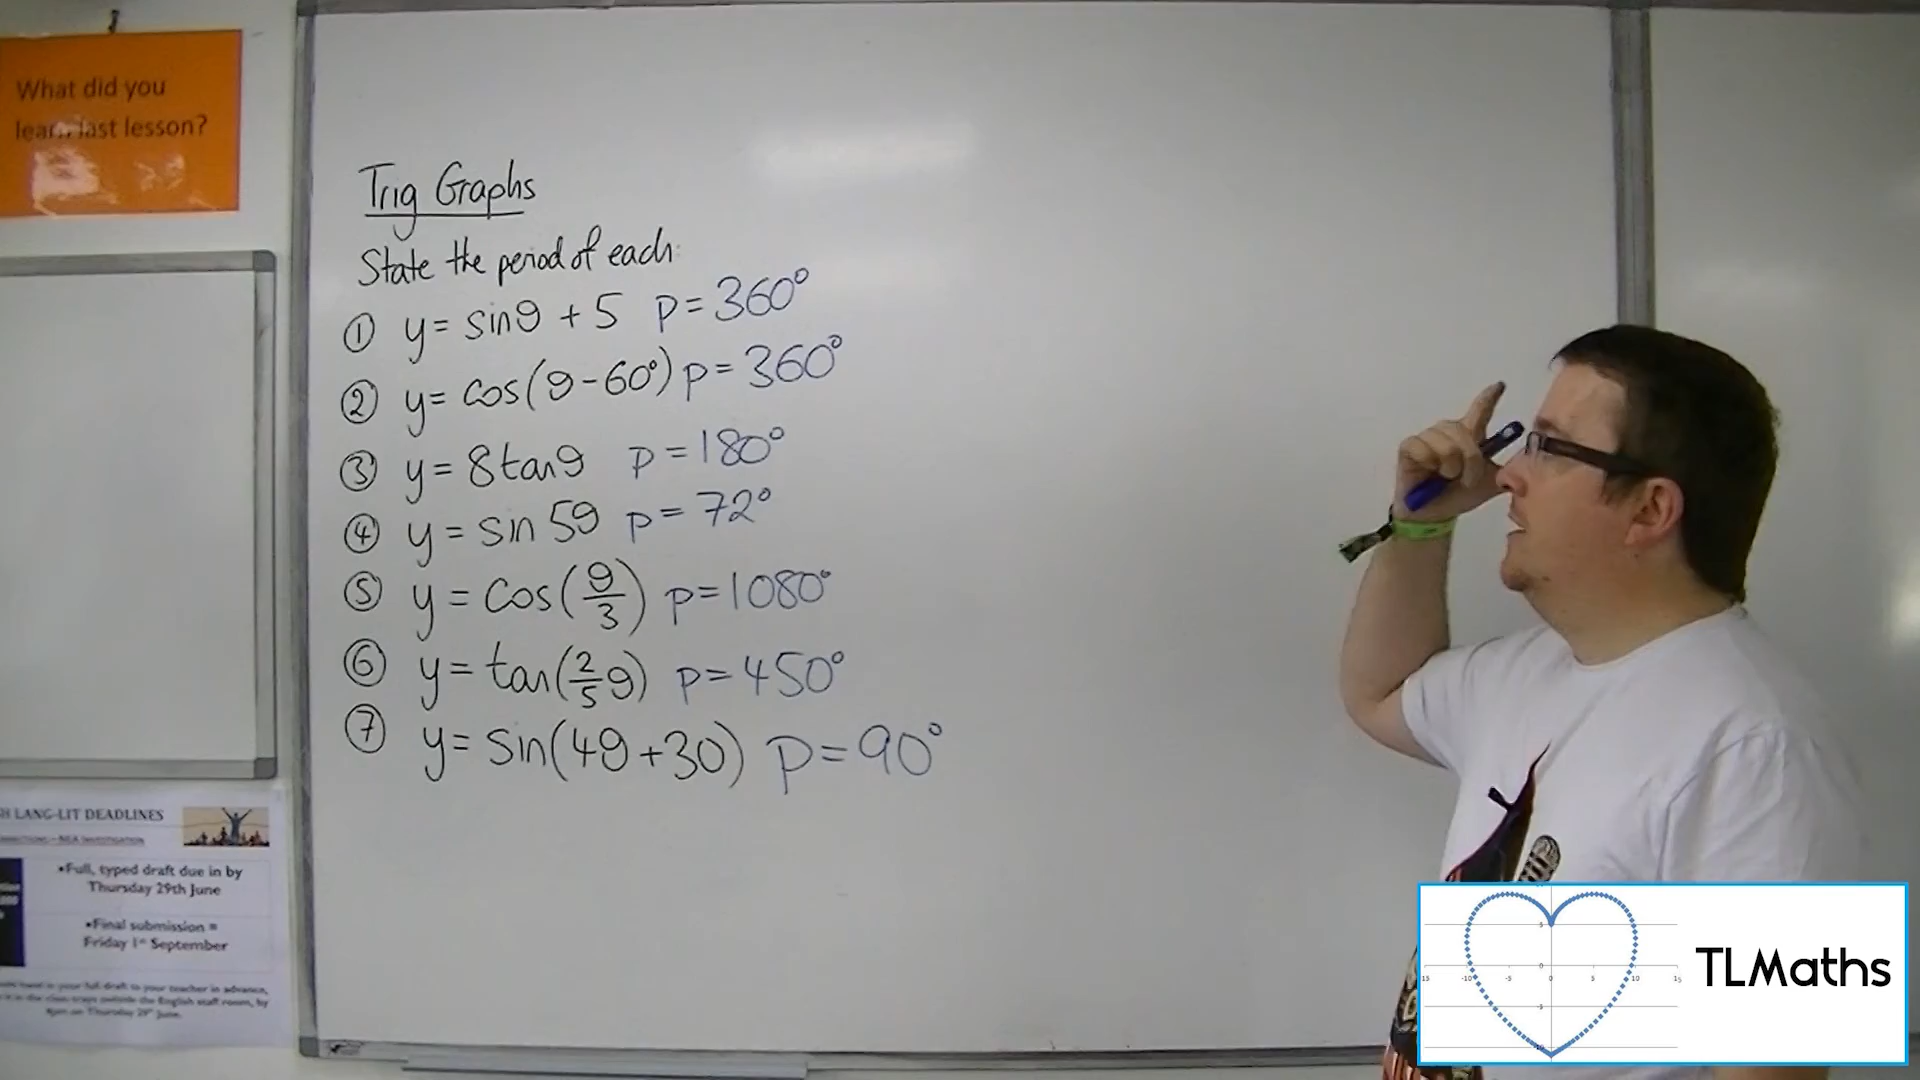 What did you
learn last lesson?
Trig Graphs
State the period of each:
① y = sinθ + 5 P = 360°
② y = cos(θ - 60°) P = 360°
③ y = 8tanθ P = 180°
④ y = sin 5θ P = 72°
⑤ y = cos(θ/3) P = 1080°
⑥ y = tan(2/5 θ) P = 450°
⑦ y = sin(4θ + 30) P = 90°
H LANG-LIT DEADLINES
•Full, typed draft due in by
Thursday 29th June
•Final submission =
Friday 1st September
TLMaths